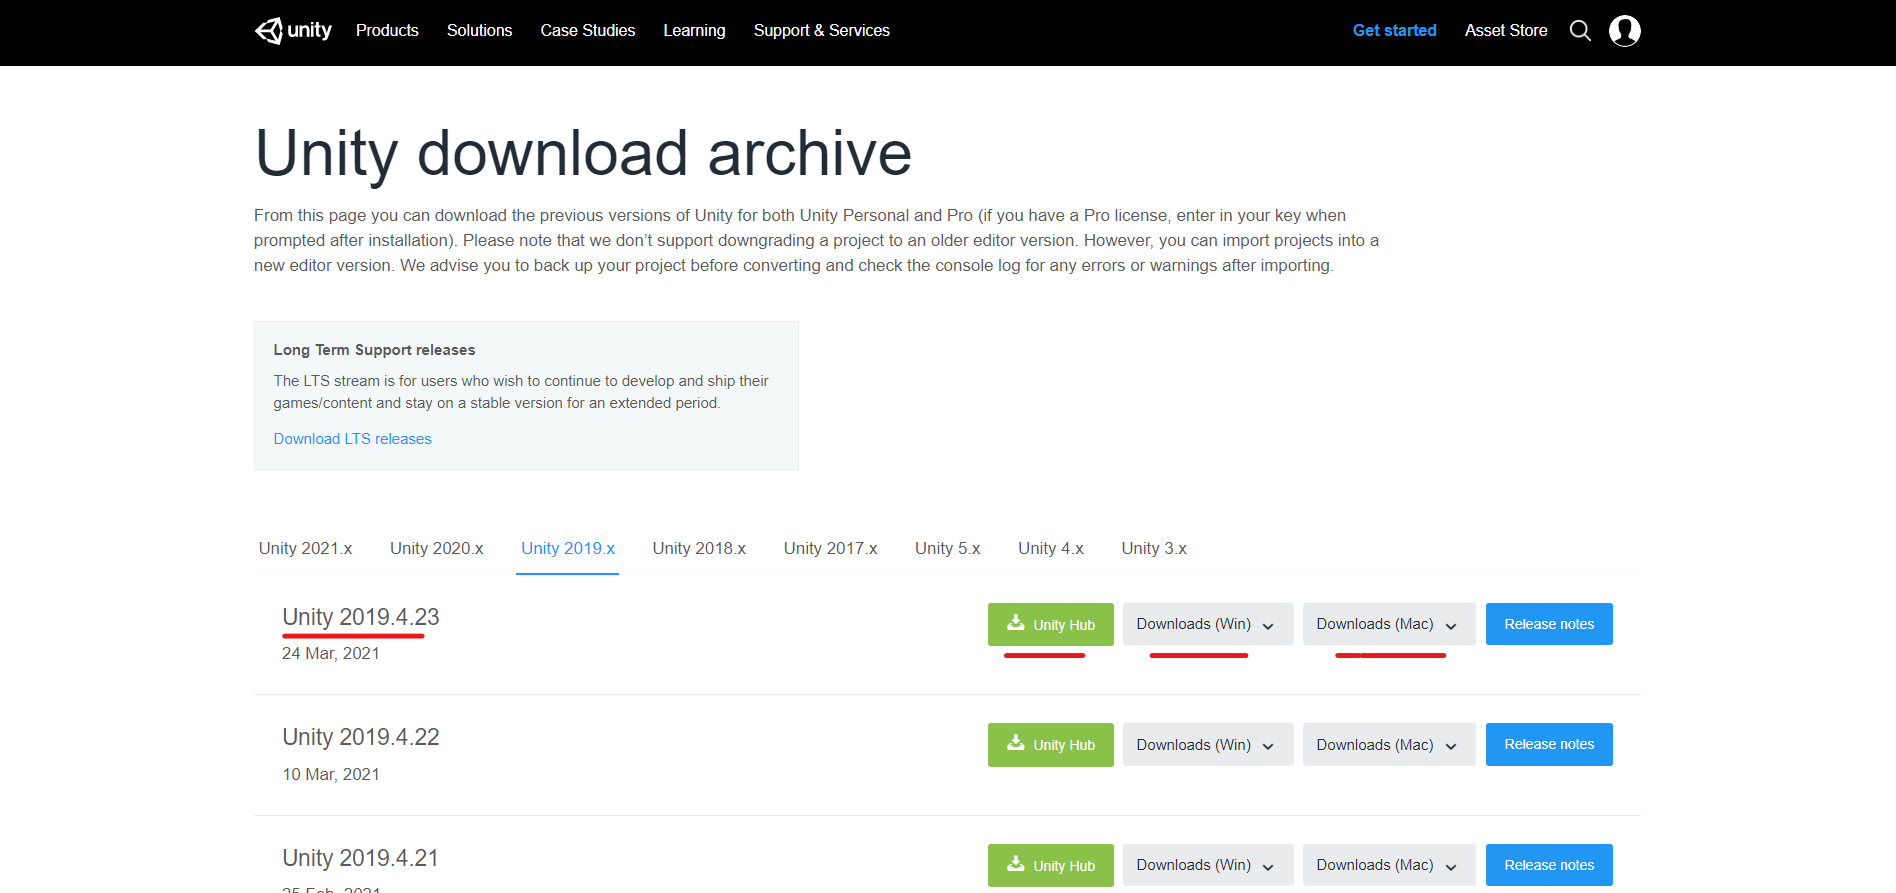 unity Products Solutions Case Studies Learning Support & Services Get started Asset Store
Unity download archive
From this page you can download the previous versions of Unity for both Unity Personal and Pro (if you have a Pro license, enter in your key when
prompted after installation). Please note that we don’t support downgrading a project to an older editor version. However, you can import projects into a
new editor version. We advise you to back up your project before converting and check the console log for any errors or warnings after importing.
Long Term Support releases
The LTS stream is for users who wish to continue to develop and ship their
games/content and stay on a stable version for an extended period.
Download LTS releases
Unity 2021.x Unity 2020.x Unity 2019.x Unity 2018.x Unity 2017.x Unity 5.x Unity 4.x Unity 3.x
Unity 2019.4.23 Unity Hub Downloads (Win) Downloads (Mac) Release notes
24 Mar, 2021
Unity 2019.4.22 Unity Hub Downloads (Win) Downloads (Mac) Release notes
10 Mar, 2021
Unity 2019.4.21 Unity Hub Downloads (Win) Downloads (Mac) Release notes
25 Feb, 2021